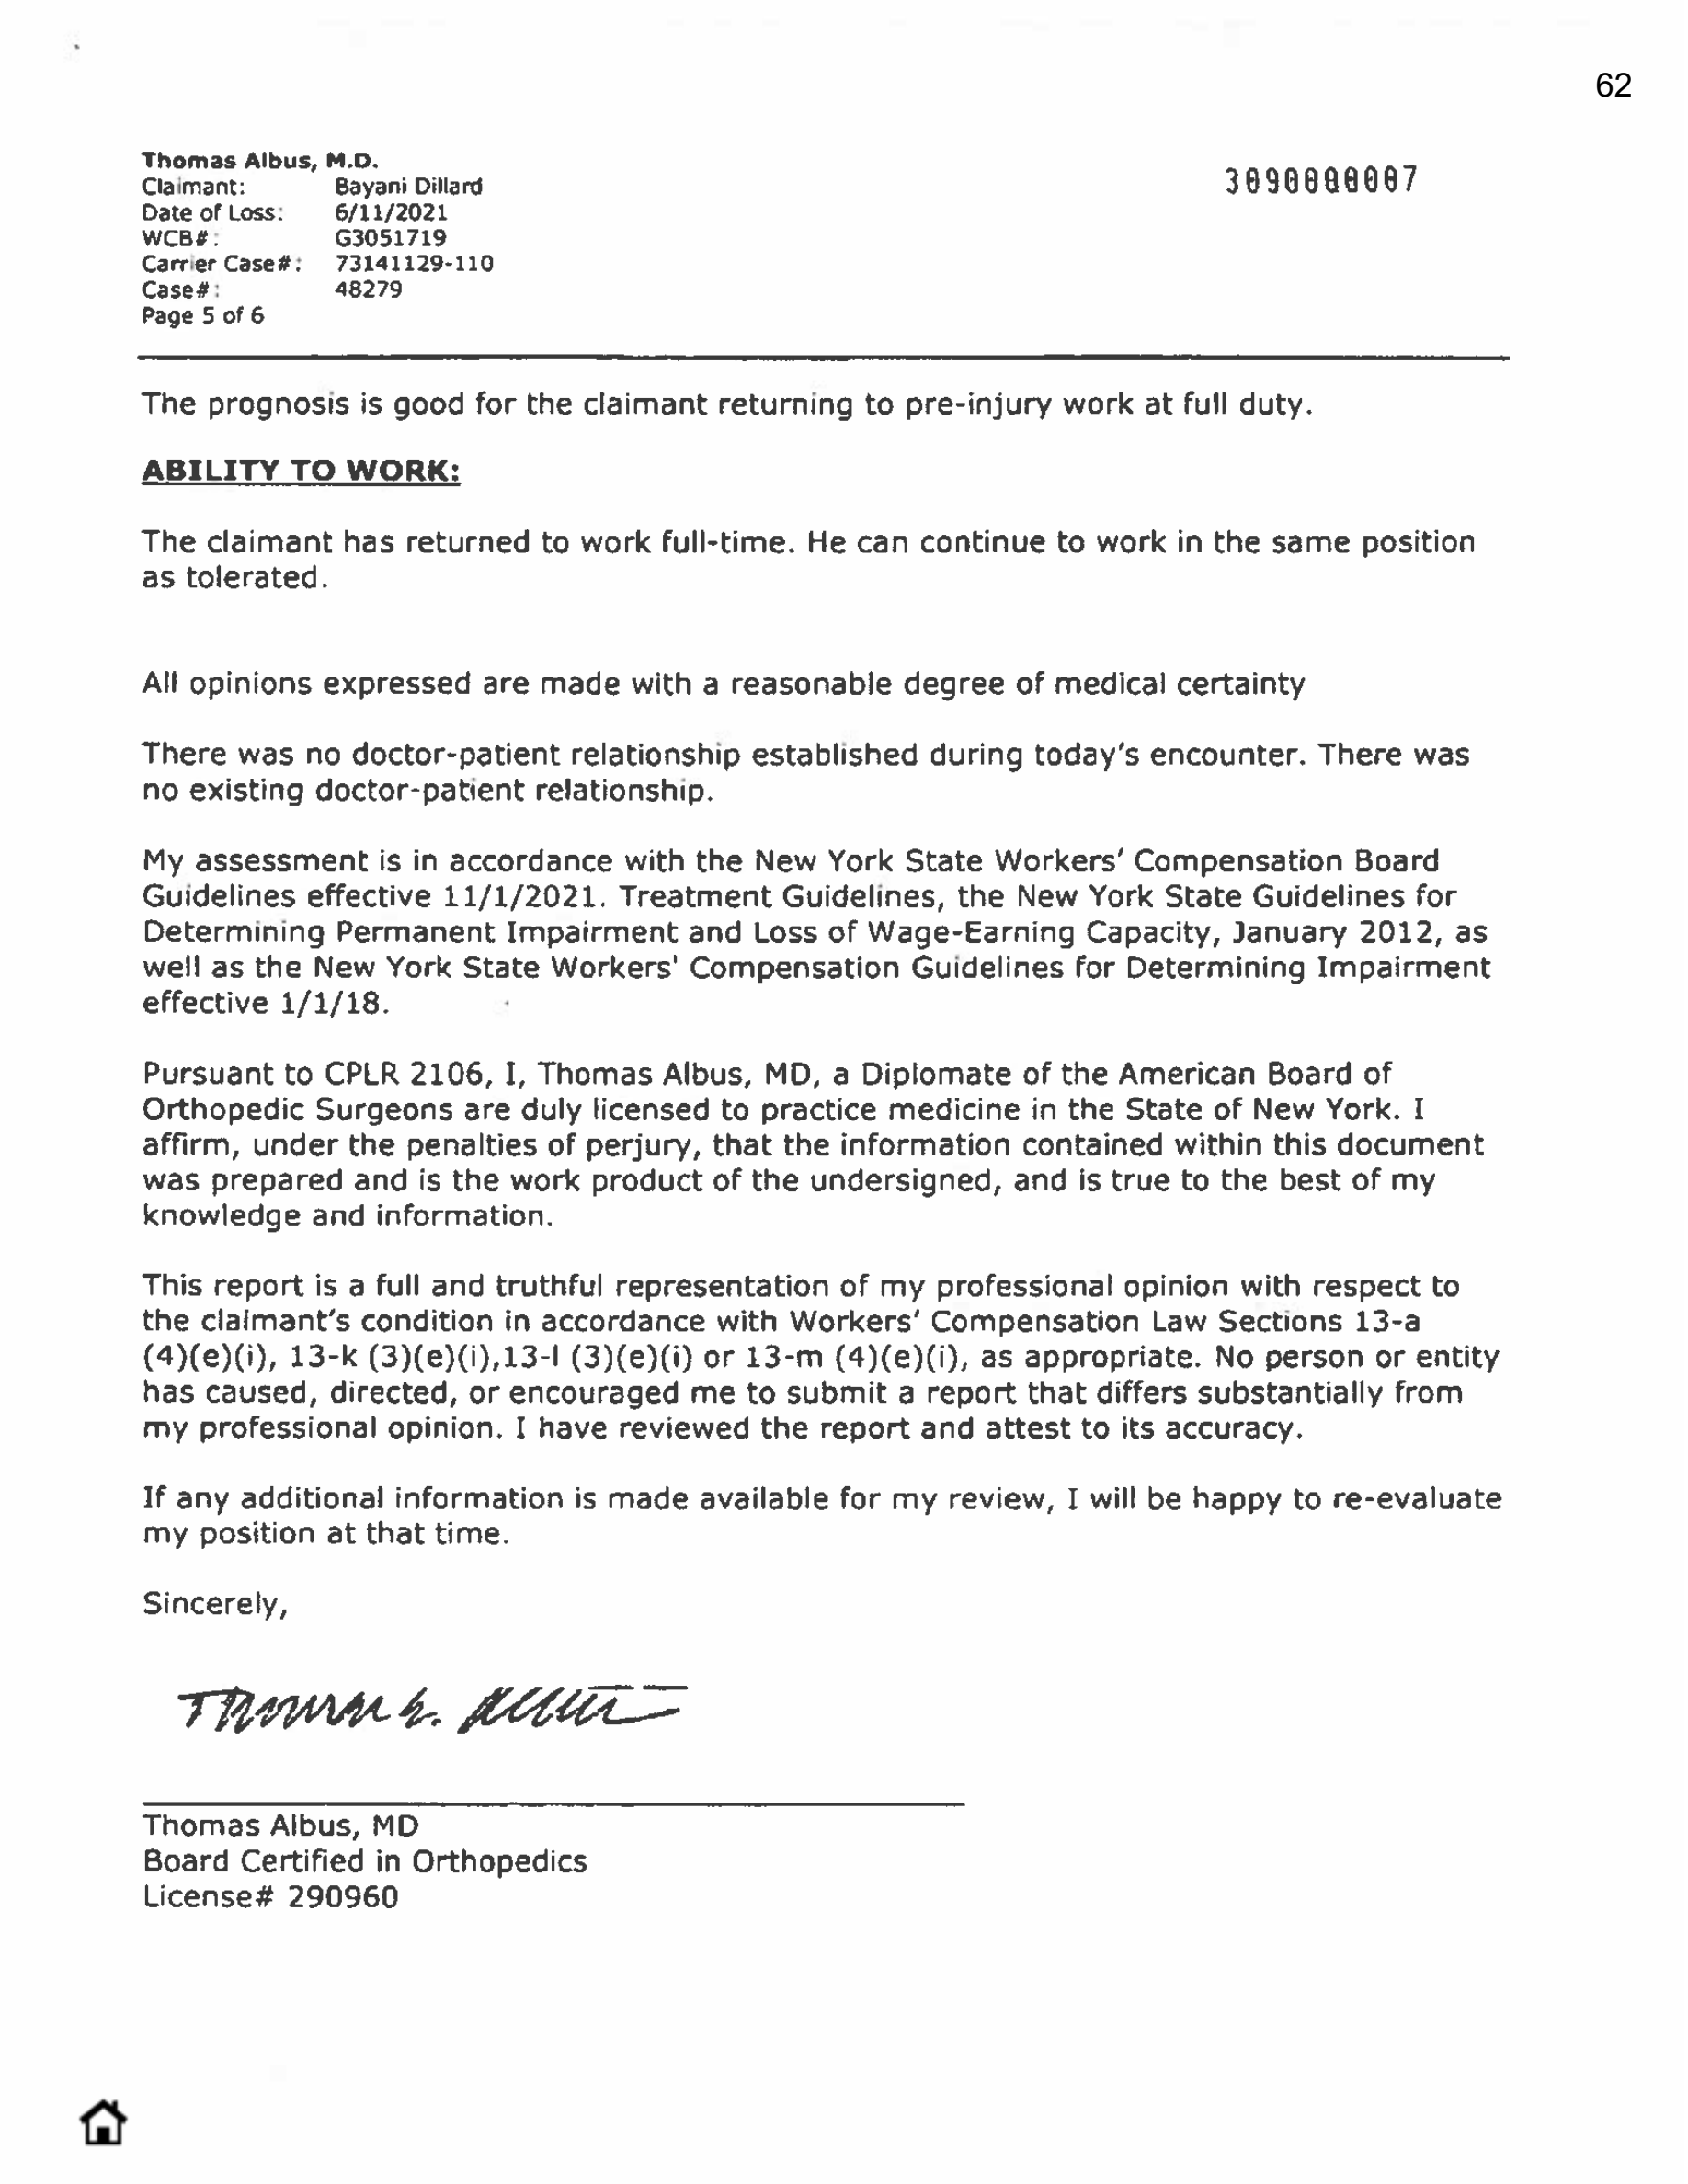 62
Thomas Albus, M.D.
3090000007
Claimant: Bayani Dillard
Date of Loss: 6/11/2021
WCB#: G3051719
Carrier Case#: 73141129-110
Case#: 48279
Page 5 of 6
The prognosis is good for the claimant returning to pre-injury work at full duty.
ABILITY TO WORK:
The claimant has returned to work full-time. He can continue to work in the same position
as tolerated.
All opinions expressed are made with a reasonable degree of medical certainty
There was no doctor-patient relationship established during today's encounter. There was
no existing doctor-patient relationship.
My assessment is in accordance with the New York State Workers' Compensation Board
Guidelines effective 11/1/2021. Treatment Guidelines, the New York State Guidelines for
Determining Permanent Impairment and Loss of Wage-Earning Capacity, January 2012, as
well as the New York State Workers' Compensation Guidelines for Determining Impairment
effective 1/1/18.
Pursuant to CPLR 2106, I, Thomas Albus, MD, a Diplomate of the American Board of
Orthopedic Surgeons are duly licensed to practice medicine in the State of New York. I
affirm, under the penalties of perjury, that the information contained within this document
was prepared and is the work product of the undersigned, and is true to the best of my
knowledge and information.
This report is a full and truthful representation of my professional opinion with respect to
the claimant's condition in accordance with Workers' Compensation Law Sections 13-a
(4)(e)(i), 13-k (3)(e)(i),13-l (3)(e)(i) or 13-m (4)(e)(i), as appropriate. No person or entity
has caused, directed, or encouraged me to submit a report that differs substantially from
my professional opinion. I have reviewed the report and attest to its accuracy.
If any additional information is made available for my review, I will be happy to re-evaluate
my position at that time.
Sincerely,
Thomas Albus, MD
Board Certified in Orthopedics
License# 290960